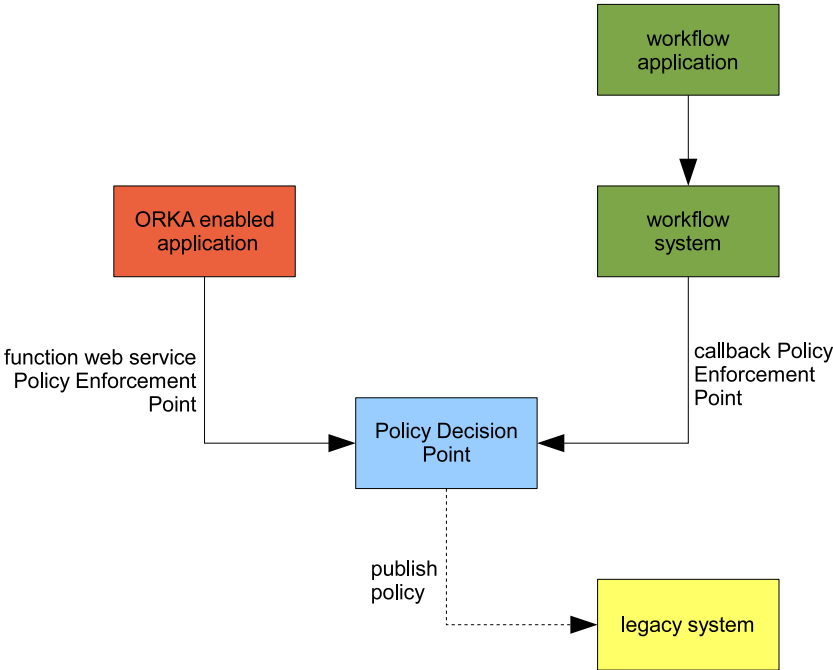 workflow
application
ORKA enabled
application
workflow
system
function web service
Policy Enforcement
Point
callback Policy
Enforcement
Point
Policy Decision
Point
publish
policy
legacy system